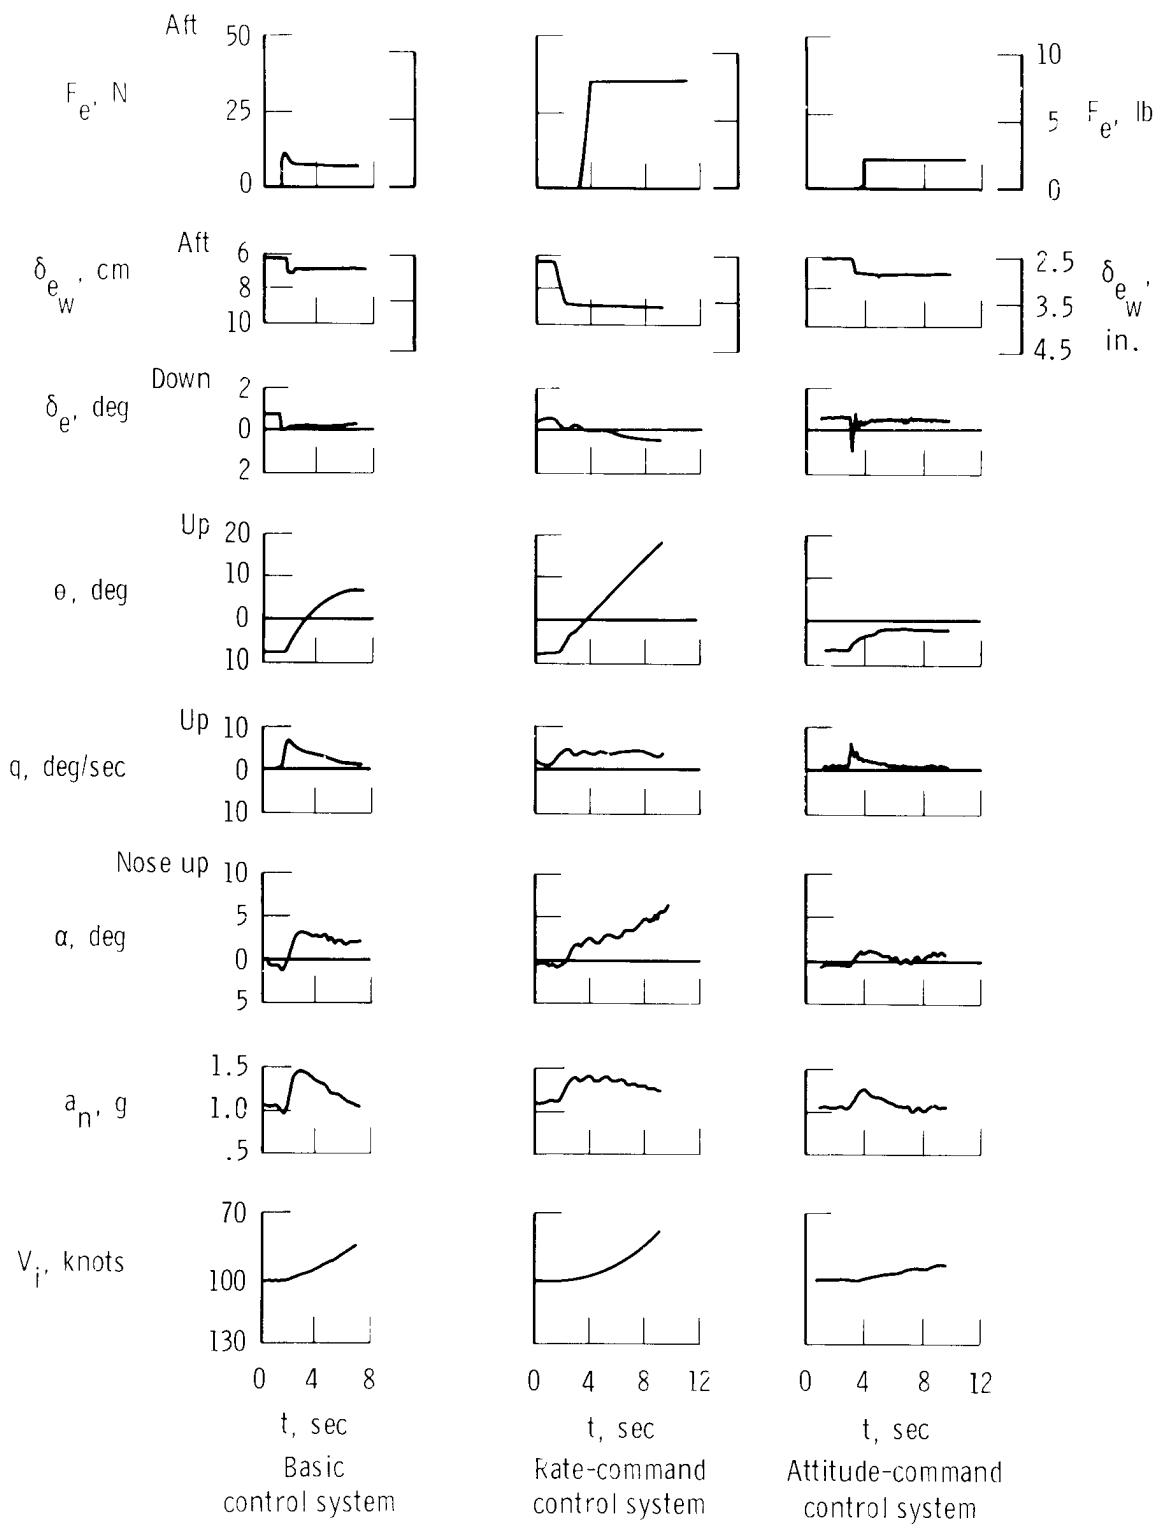 Aft
50
25
0
F_e, N
10
5
0
F_e, lb
Aft
6
8
10
δ_e_w, cm
2.5
3.5
4.5
δ_e_w, in.
Down
2
0
2
δ_e, deg
Up
20
10
0
10
θ, deg
Up
10
0
10
q, deg/sec
Nose up
10
5
0
5
α, deg
1.5
1.0
.5
a_n, g
70
100
130
V_i, knots
0 4 8
0 4 8 12
0 4 8 12
t, sec
t, sec
t, sec
Basic
control system
Rate-command
control system
Attitude-command
control system